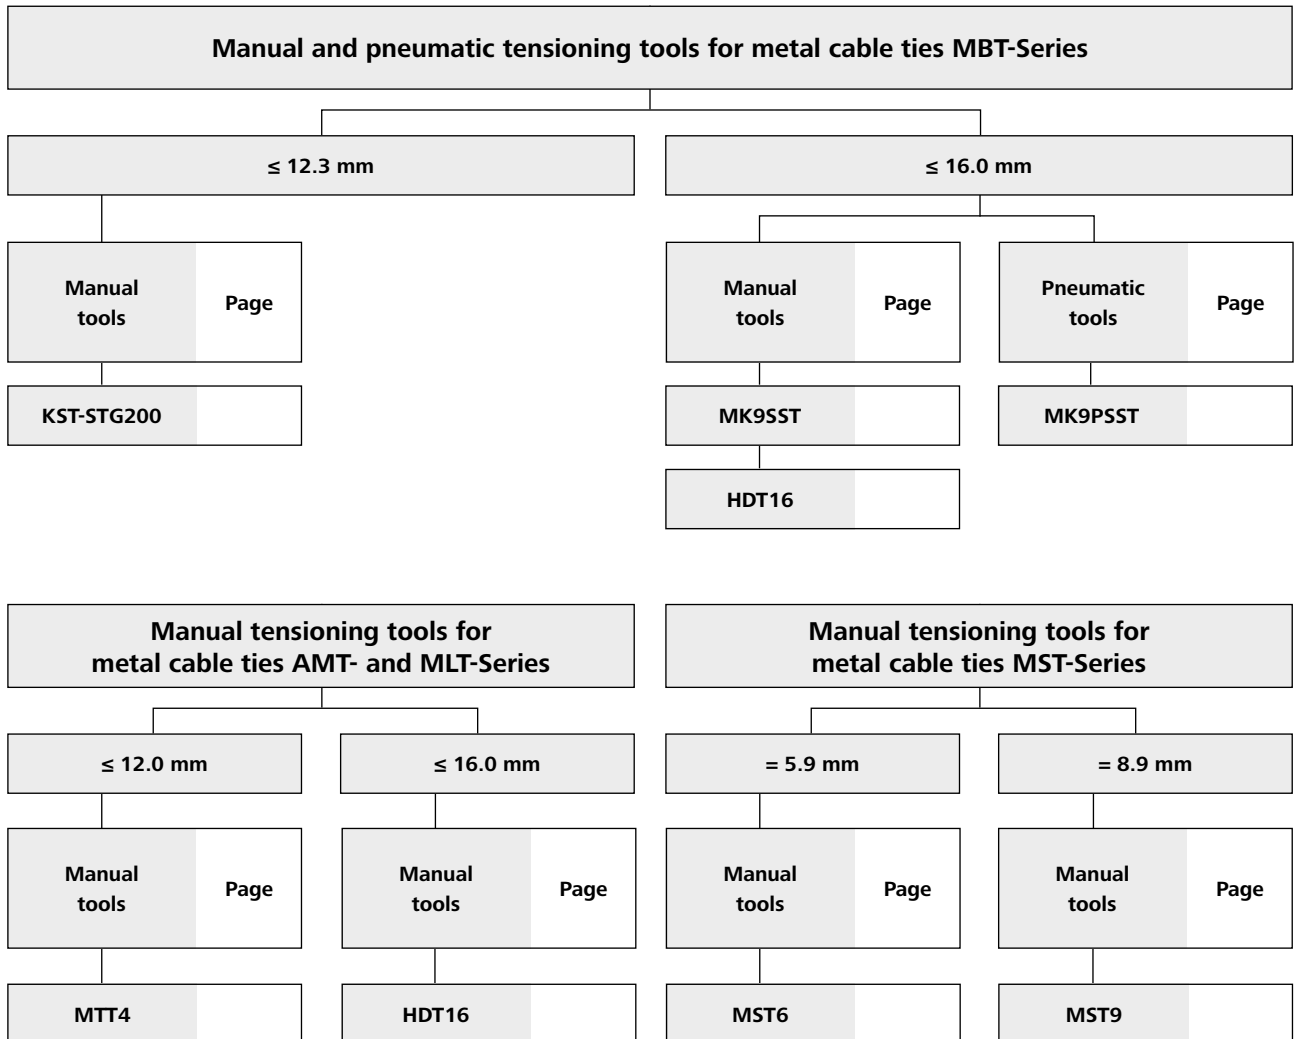 Manual and pneumatic tensioning tools for metal cable ties MBT-Series
≤ 12.3 mm
≤ 16.0 mm
Manual
tools
Page
Manual
tools
Page
Pneumatic
tools
Page
KST-STG200
MK9SST
MK9PSST
HDT16
Manual tensioning tools for
metal cable ties AMT- and MLT-Series
Manual tensioning tools for
metal cable ties MST-Series
≤ 12.0 mm
≤ 16.0 mm
= 5.9 mm
= 8.9 mm
Manual
tools
Page
Manual
tools
Page
Manual
tools
Page
Manual
tools
Page
MTT4
HDT16
MST6
MST9